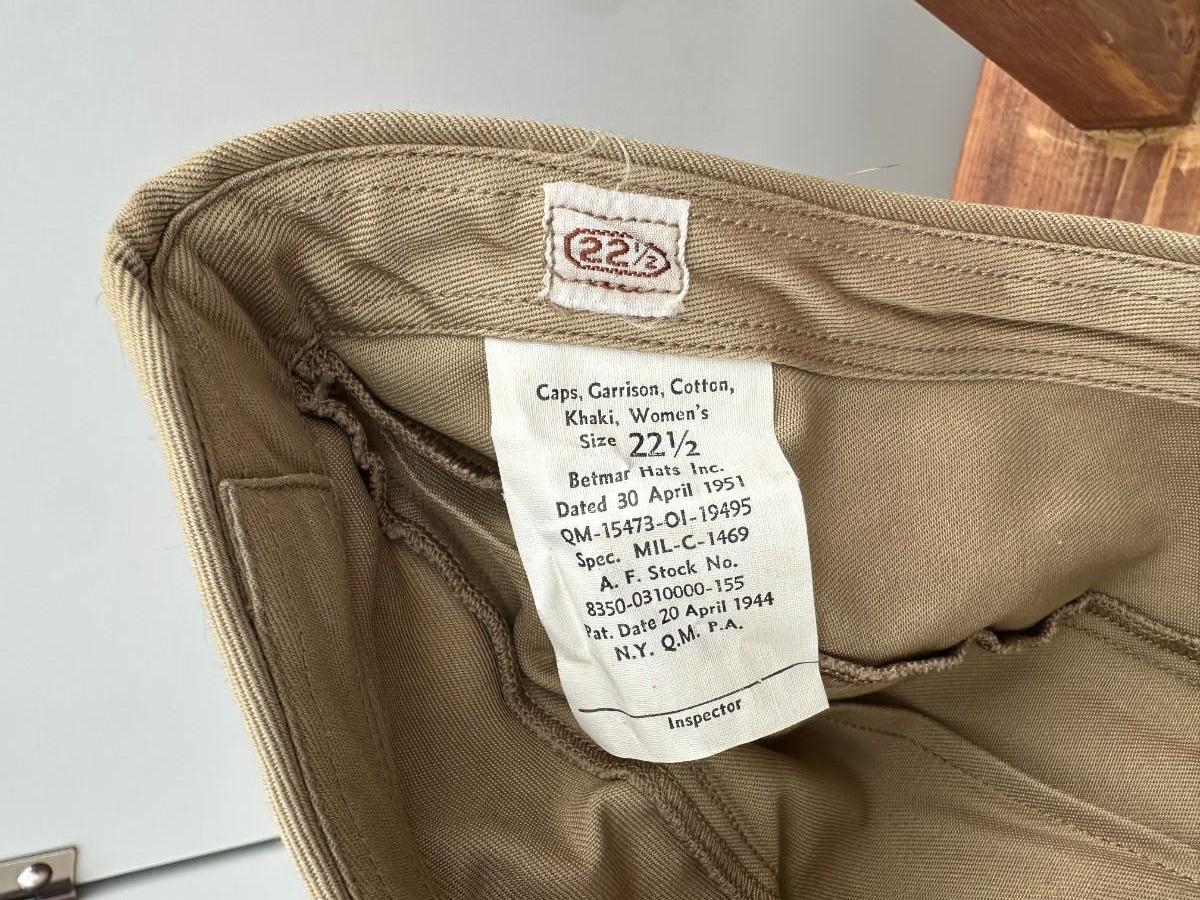 22½
Caps, Garrison, Cotton,
Khaki, Women's
Size 22½
Betmar Hats Inc.
Dated 30 April 1951
QM-15473-OI-19495
Spec. MIL-C-1469
A. F. Stock No.
8350-0310000-155
Pat. Date 20 April 1944
N.Y. Q.M. P.A.
Inspector